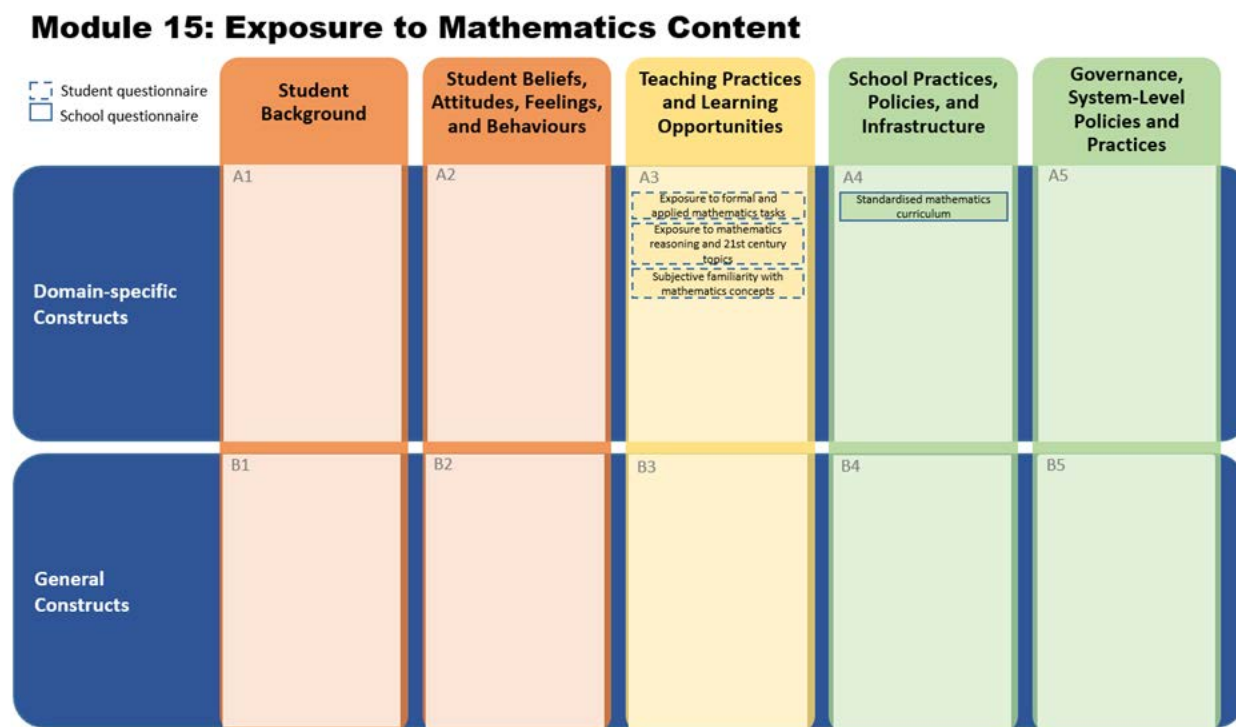 Module 15: Exposure to Mathematics Content
Student questionnaire
School questionnaire
Student
Background
Student Beliefs,
Attitudes, Feelings,
and Behaviours
Teaching Practices
and Learning
Opportunities
School Practices,
Policies, and
Infrastructure
Governance,
System-Level
Policies and
Practices
Domain-specific
Constructs
A1
A2
A3
Exposure to formal and
applied mathematics tasks
Exposure to mathematics
reasoning and 21st century
topics
Subjective familiarity with
mathematics concepts
A4
Standardised mathematics
curriculum
A5
General
Constructs
B1
B2
B3
B4
B5